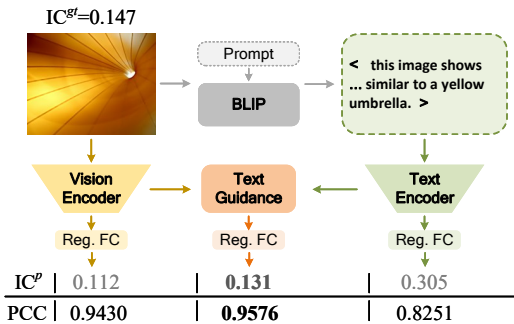 IC^gt=0.147
Prompt
BLIP
< this image shows
... similar to a yellow
umbrella. >
Vision
Encoder
Text
Guidance
Text
Encoder
Reg. FC
Reg. FC
Reg. FC
IC^p | 0.112 | 0.131 | 0.305
PCC | 0.9430 | 0.9576 | 0.8251